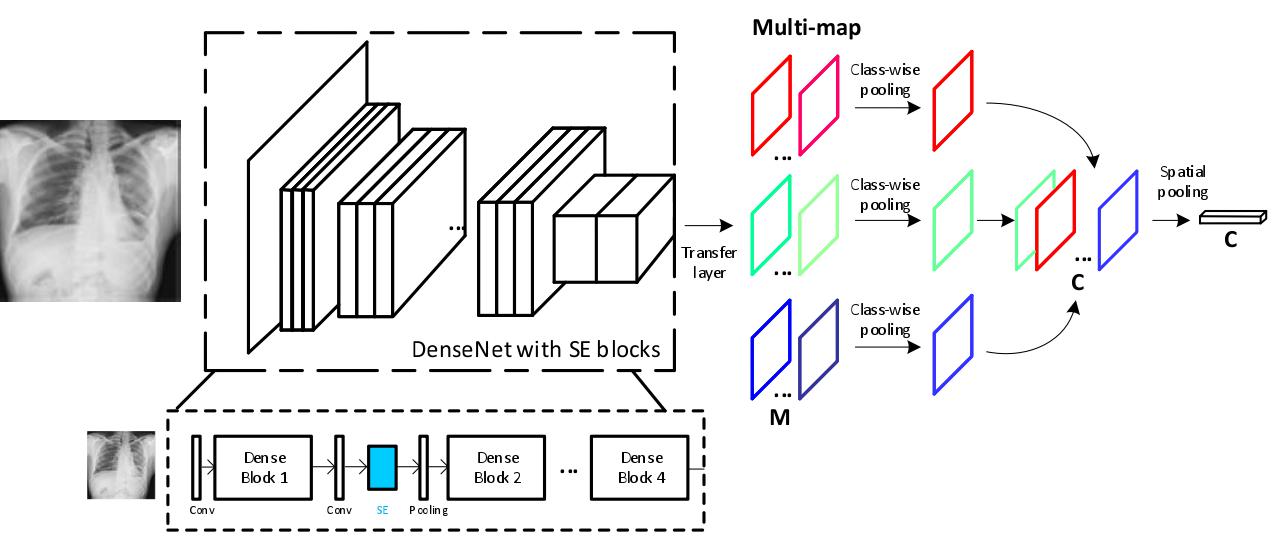 Multi-map
Class-wise
pooling
Class-wise
pooling
Spatial
pooling
...
...
...
Transfer
layer
...
C
C
Class-wise
pooling
DenseNet with SE blocks
...
M
Dense
Block 1
Dense
Block 2
...
Dense
Block 4
Conv
Conv
SE
Pooling